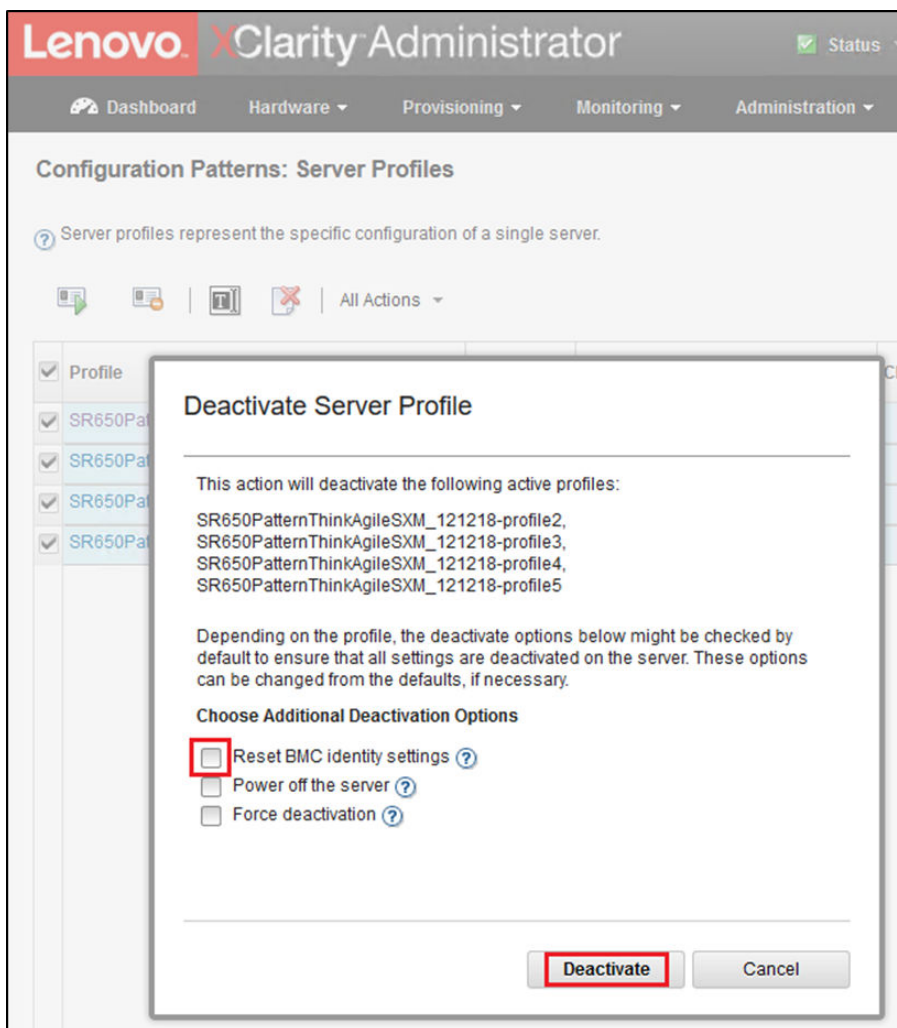 Lenovo. XClarity Administrator
Status
Dashboard Hardware Provisioning Monitoring Administration
Configuration Patterns: Server Profiles
? Server profiles represent the specific configuration of a single server.
T All Actions
Profile
SR650Pat
SR650Pat
SR650Pat
SR650Pat
Deactivate Server Profile
This action will deactivate the following active profiles:
SR650PatternThinkAgileSXM_121218-profile2,
SR650PatternThinkAgileSXM_121218-profile3,
SR650PatternThinkAgileSXM_121218-profile4,
SR650PatternThinkAgileSXM_121218-profile5
Depending on the profile, the deactivate options below might be checked by
default to ensure that all settings are deactivated on the server. These options
can be changed from the defaults, if necessary.
Choose Additional Deactivation Options
Reset BMC identity settings ?
Power off the server ?
Force deactivation ?
Deactivate Cancel